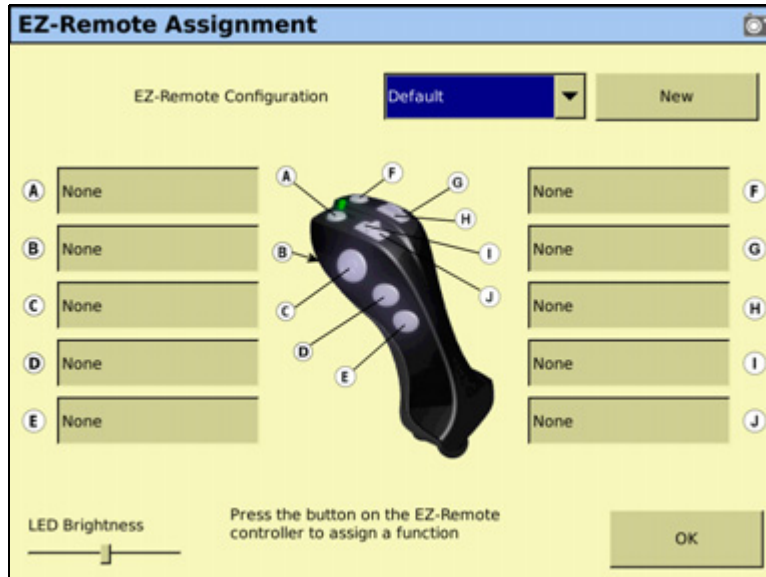 EZ-Remote Assignment
EZ-Remote Configuration Default New
A None
B None
C None
D None
E None
A
F
G
H
B
I
J
C
D
E
None F
None G
None H
None I
None J
LED Brightness
Press the button on the EZ-Remote
controller to assign a function
OK